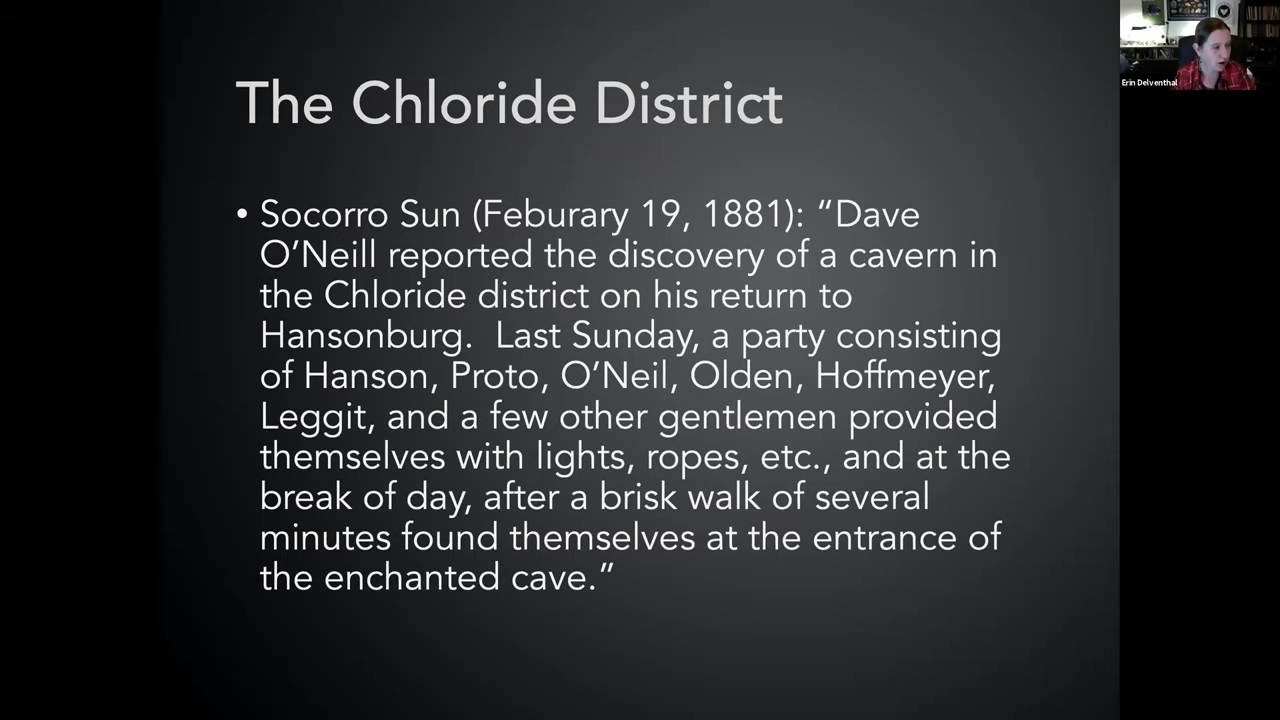 The Chloride District
• Socorro Sun (Feburary 19, 1881): “Dave
O’Neill reported the discovery of a cavern in
the Chloride district on his return to
Hansonburg.  Last Sunday, a party consisting
of Hanson, Proto, O’Neil, Olden, Hoffmeyer,
Leggit, and a few other gentlemen provided
themselves with lights, ropes, etc., and at the
break of day, after a brisk walk of several
minutes found themselves at the entrance of
the enchanted cave.”
Erin Delventhal